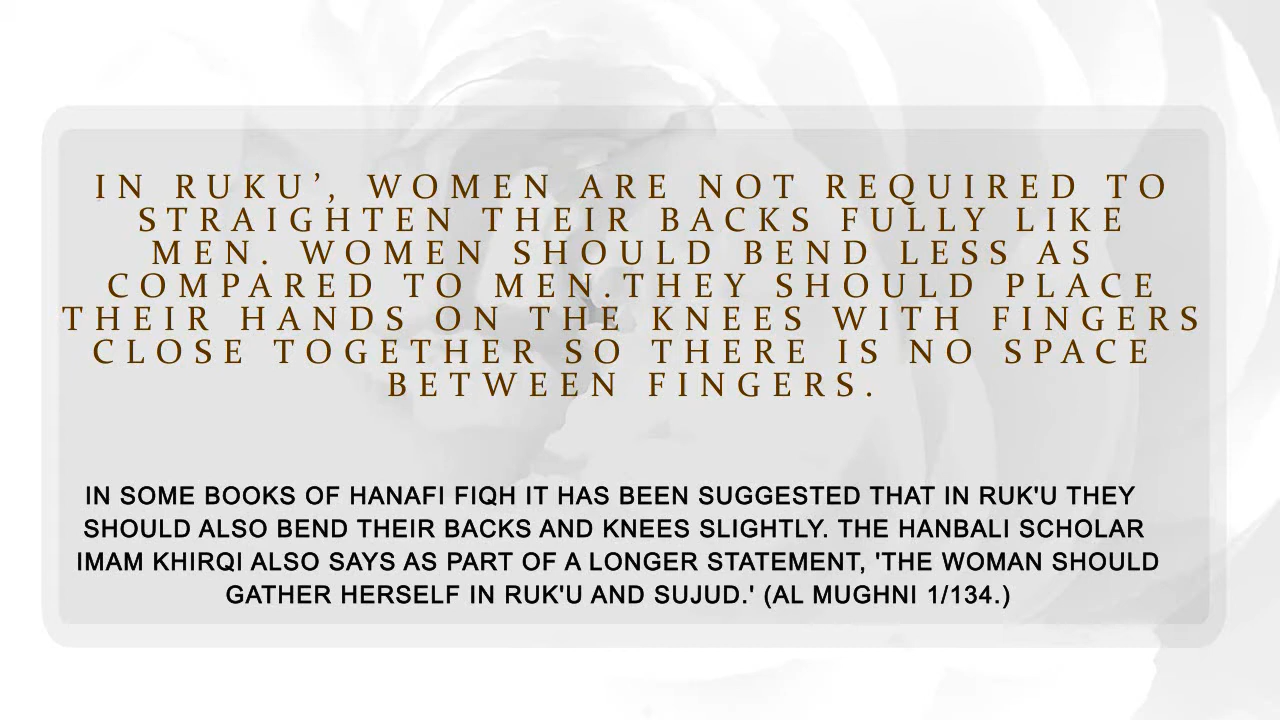 IN RUKU’, WOMEN ARE NOT REQUIRED TO
STRAIGHTEN THEIR BACKS FULLY LIKE
MEN. WOMEN SHOULD BEND LESS AS
COMPARED TO MEN.THEY SHOULD PLACE
THEIR HANDS ON THE KNEES WITH FINGERS
CLOSE TOGETHER SO THERE IS NO SPACE
BETWEEN FINGERS.
IN SOME BOOKS OF HANAFI FIQH IT HAS BEEN SUGGESTED THAT IN RUK'U THEY
SHOULD ALSO BEND THEIR BACKS AND KNEES SLIGHTLY. THE HANBALI SCHOLAR
IMAM KHIRQI ALSO SAYS AS PART OF A LONGER STATEMENT, 'THE WOMAN SHOULD
GATHER HERSELF IN RUK'U AND SUJUD.' (AL MUGHNI 1/134.)